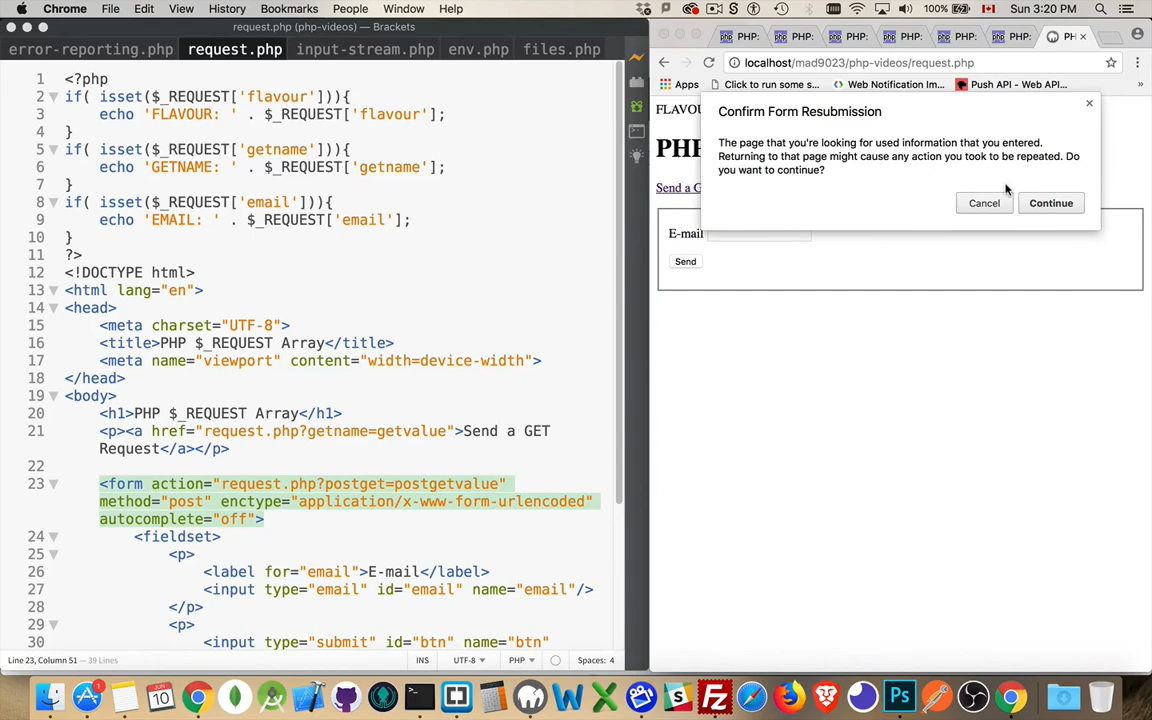 Chrome File Edit View History Bookmarks People Window Help 100% Sun 3:20 PM
request.php (php-videos) — Brackets
error-reporting.php request.php input-stream.php env.php files.php
PHP: PHP: PHP: PHP: PHP: PHP: PH
localhost/mad9023/php-videos/request.php
Apps Click to run some s... Web Notification Im... Push API - Web API... »
1 <?php
2 if( isset($_REQUEST['flavour'])){
3 echo 'FLAVOUR: ' . $_REQUEST['flavour'];
4 }
5 if( isset($_REQUEST['getname'])){
6 echo 'GETNAME: ' . $_REQUEST['getname'];
7 }
8 if( isset($_REQUEST['email'])){
9 echo 'EMAIL: ' . $_REQUEST['email'];
10 }
11 ?>
12 <!DOCTYPE html>
13 <html lang="en">
14 <head>
15 <meta charset="UTF-8">
16 <title>PHP $_REQUEST Array</title>
17 <meta name="viewport" content="width=device-width">
18 </head>
19 <body>
20 <h1>PHP $_REQUEST Array</h1>
21 <p><a href="request.php?getname=getvalue">Send a GET
Request</a></p>
22
23 <form action="request.php?postget=postgetvalue"
method="post" enctype="application/x-www-form-urlencoded"
autocomplete="off">
24 <fieldset>
25 <p>
26 <label for="email">E-mail</label>
27 <input type="email" id="email" name="email"/>
28 </p>
29 <p>
30 <input type="submit" id="btn" name="btn"
Line 23, Column 51 — 39 Lines INS UTF-8 PHP Spaces: 4
FLAVOU
PHP
Send a G
Confirm Form Resubmission
The page that you're looking for used information that you entered.
Returning to that page might cause any action you took to be repeated. Do
you want to continue?
Cancel Continue
E-mail
Send
JUN
10
1
Fz
Ps